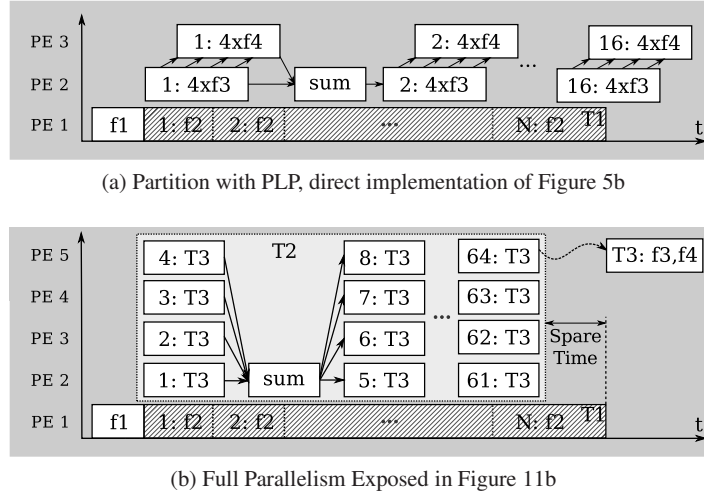 PE 3
1: 4xf4
2: 4xf4
16: 4xf4
...
PE 2
1: 4xf3
sum
2: 4xf3
16: 4xf3
PE 1
f1
1: f2
2: f2
...
N: f2
T1
t
(a) Partition with PLP, direct implementation of Figure 5b
PE 5
4: T3
T2
8: T3
64: T3
T3: f3,f4
PE 4
3: T3
7: T3
63: T3
...
PE 3
2: T3
6: T3
62: T3
Spare
Time
PE 2
1: T3
sum
5: T3
61: T3
PE 1
f1
1: f2
2: f2
...
N: f2
T1
t
(b) Full Parallelism Exposed in Figure 11b